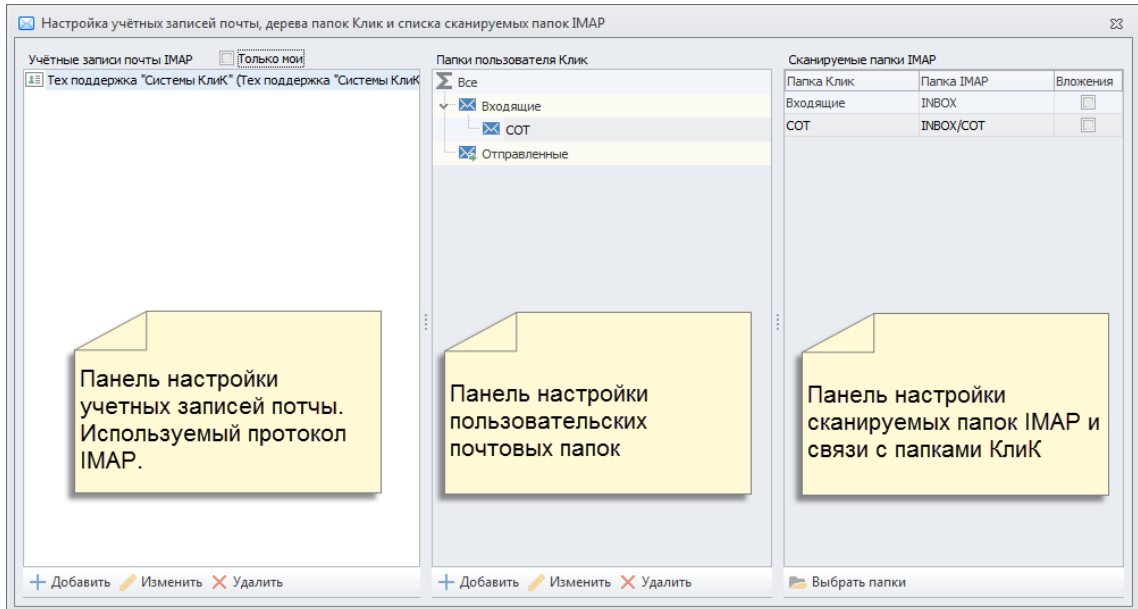 Настройка учётных записей почты, дерева папок Клик и списка сканируемых папок IMAP
Учётные записи почты IMAP Только мои
Тех поддержка "Системы КлиК" (Тех поддержка "Системы КлиК
Папки пользователя Клик
Все
Входящие
СОТ
Отправленные
Сканируемые папки IMAP
Папка Клик Папка IMAP Вложения
Входящие INBOX
СОТ INBOX/СОТ
Панель настройки
учетных записей потчы.
Используемый протокол
IMAP.
Панель настройки
пользовательских
почтовых папок
Панель настройки
сканируемых папок IMAP и
связи с папками КлиК
Добавить Изменить Удалить
Добавить Изменить Удалить
Выбрать папки